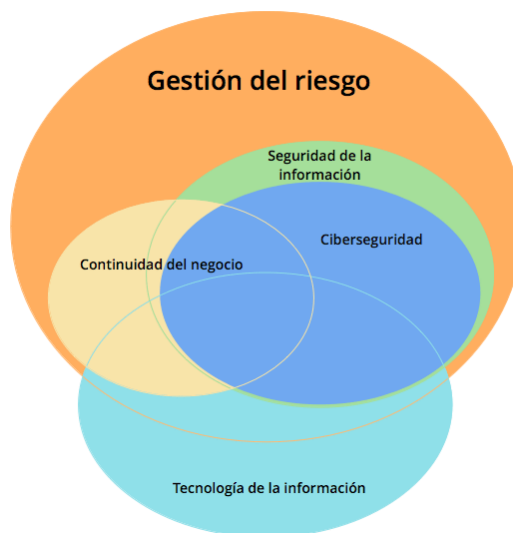 Gestión del riesgo
Seguridad de la
información
Ciberseguridad
Continuidad del negocio
Tecnología de la información